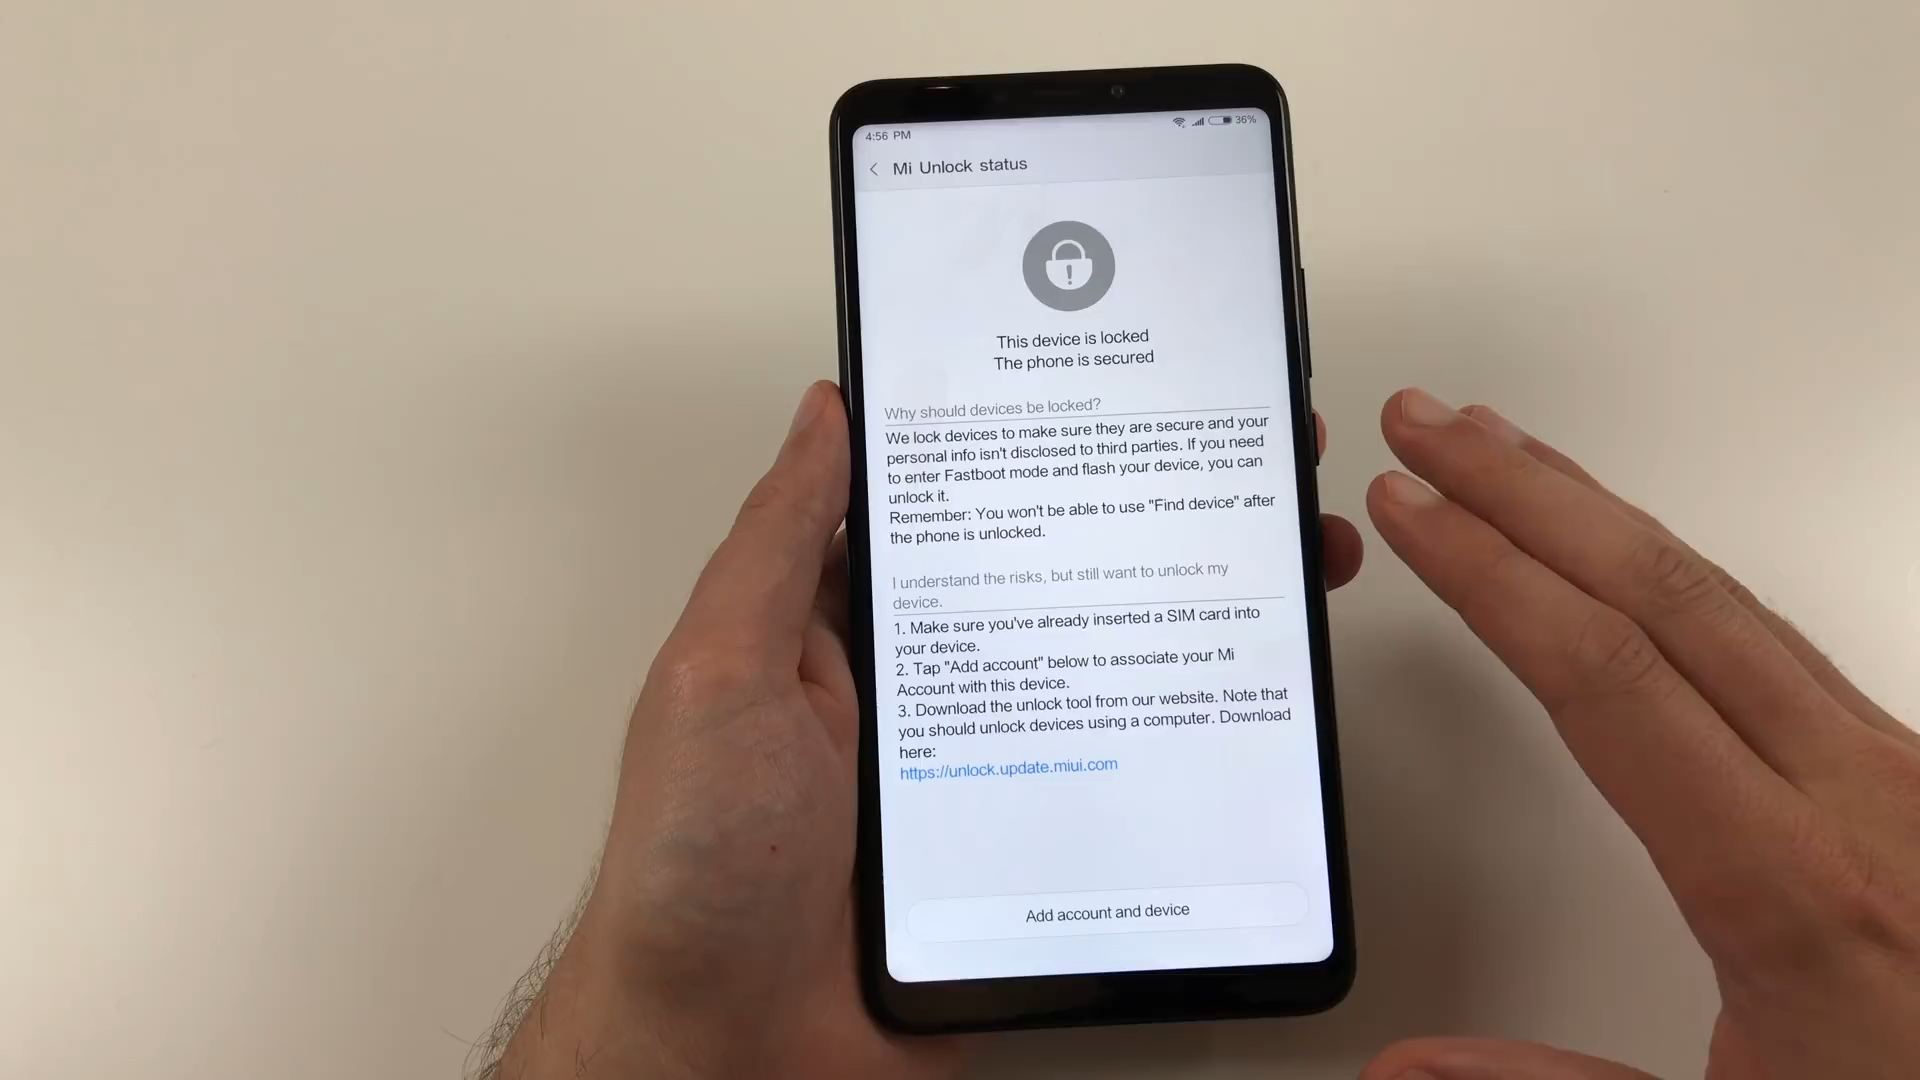 4:56 PM
36%
Mi Unlock status
This device is locked
The phone is secured
Why should devices be locked?
We lock devices to make sure they are secure and your
personal info isn't disclosed to third parties. If you need
to enter Fastboot mode and flash your device, you can
unlock it.
Remember: You won't be able to use "Find device" after
the phone is unlocked.
I understand the risks, but still want to unlock my
device.
1. Make sure you've already inserted a SIM card into
your device.
2. Tap "Add account" below to associate your Mi
Account with this device.
3. Download the unlock tool from our website. Note that
you should unlock devices using a computer. Download
here:
https://unlock.update.miui.com
Add account and device